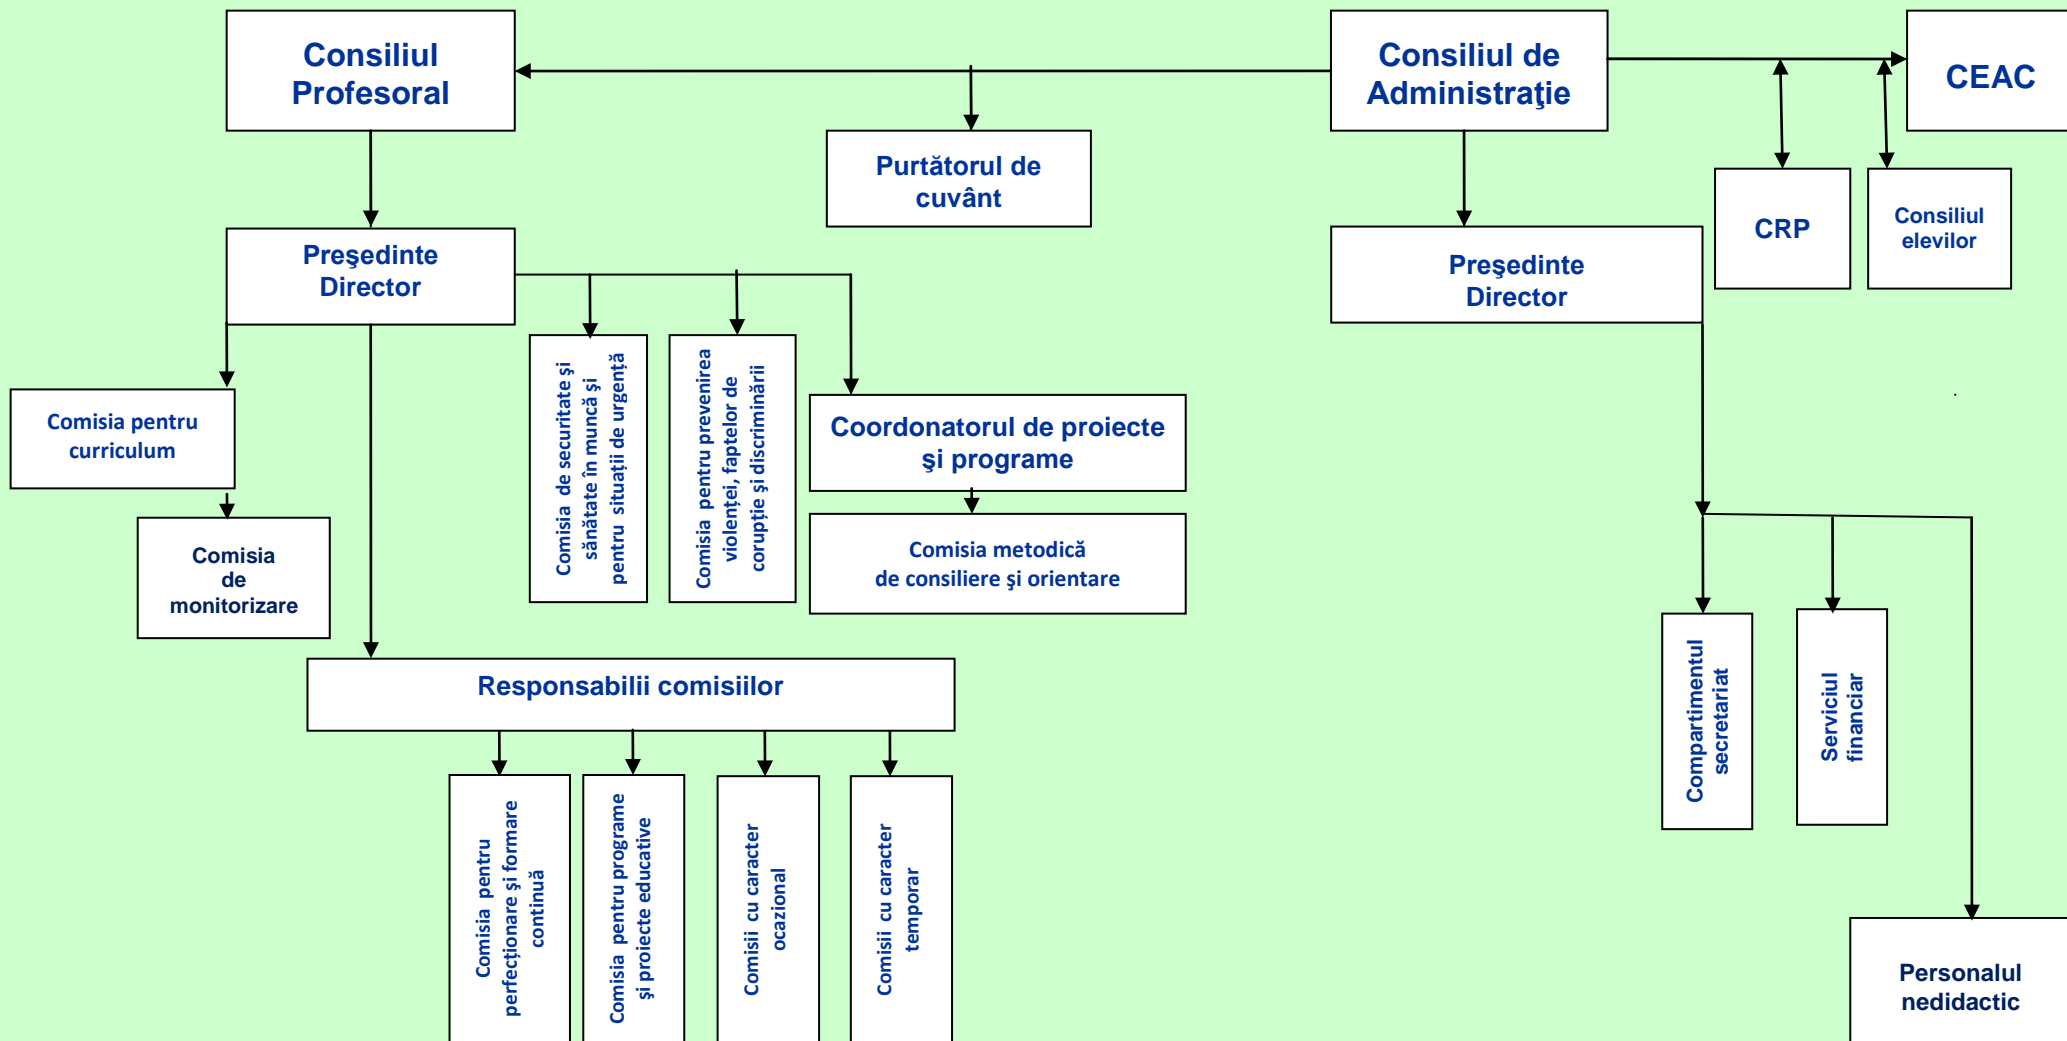 Consiliul
Profesoral
Consiliul de
Administraţie
CEAC
Purtătorul de
cuvânt
CRP
Consiliul
elevilor
Preşedinte
Director
Preşedinte
Director
Comisia pentru
curriculum
Comisia de securitate şi
sănătate în muncă şi
pentru situații de urgență
Comisia pentru prevenirea
violenței, faptelor de
corupție şi discriminării
Coordonatorul de proiecte
şi programe
Comisia
de
monitorizare
Comisia metodică
de consiliere şi orientare
Responsabilii comisiilor
Compartimentul
secretariat
Serviciul
financiar
Comisia pentru
perfecționare şi formare
continuă
Comisia pentru programe
şi proiecte educative
Comisii cu caracter
ocazional
Comisii cu caracter
temporar
Personalul
nedidactic